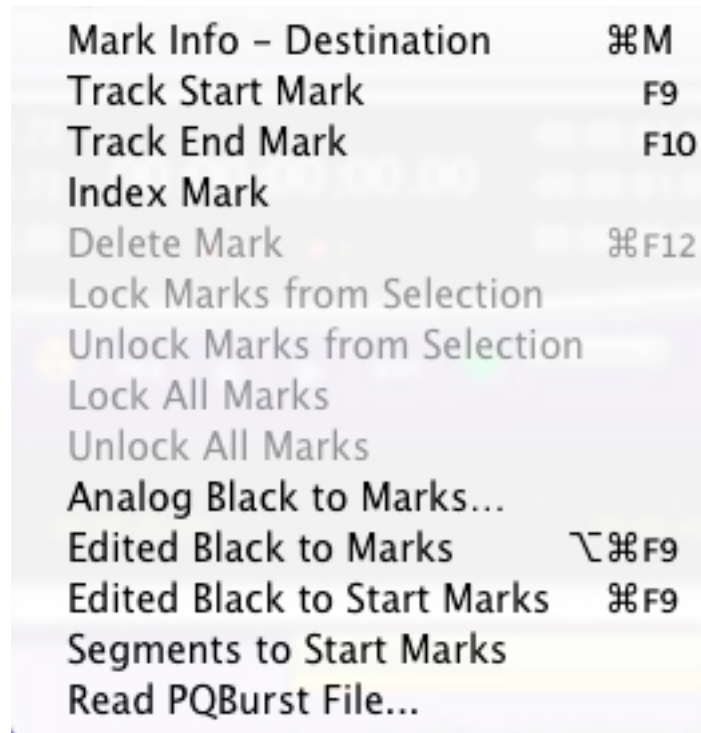 Mark Info – Destination ⌘M
Track Start Mark F9
Track End Mark F10
Index Mark
Delete Mark ⌘F12
Lock Marks from Selection
Unlock Marks from Selection
Lock All Marks
Unlock All Marks
Analog Black to Marks...
Edited Black to Marks ⌥⌘F9
Edited Black to Start Marks ⌘F9
Segments to Start Marks
Read PQBurst File...